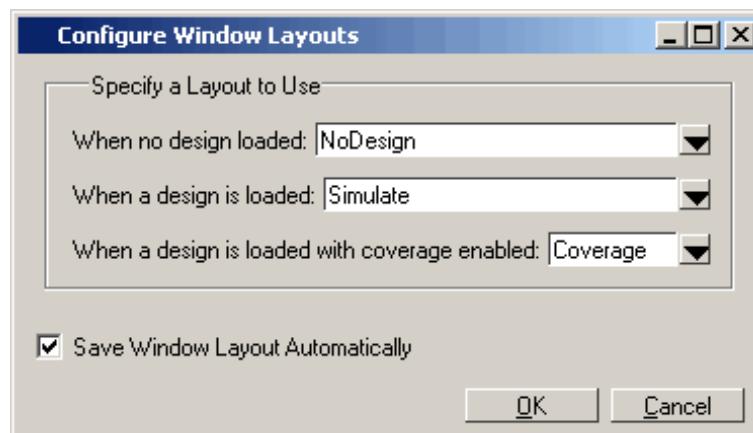 Configure Window Layouts
Specify a Layout to Use
When no design loaded: NoDesign
When a design is loaded: Simulate
When a design is loaded with coverage enabled: Coverage
Save Window Layout Automatically
OK Cancel